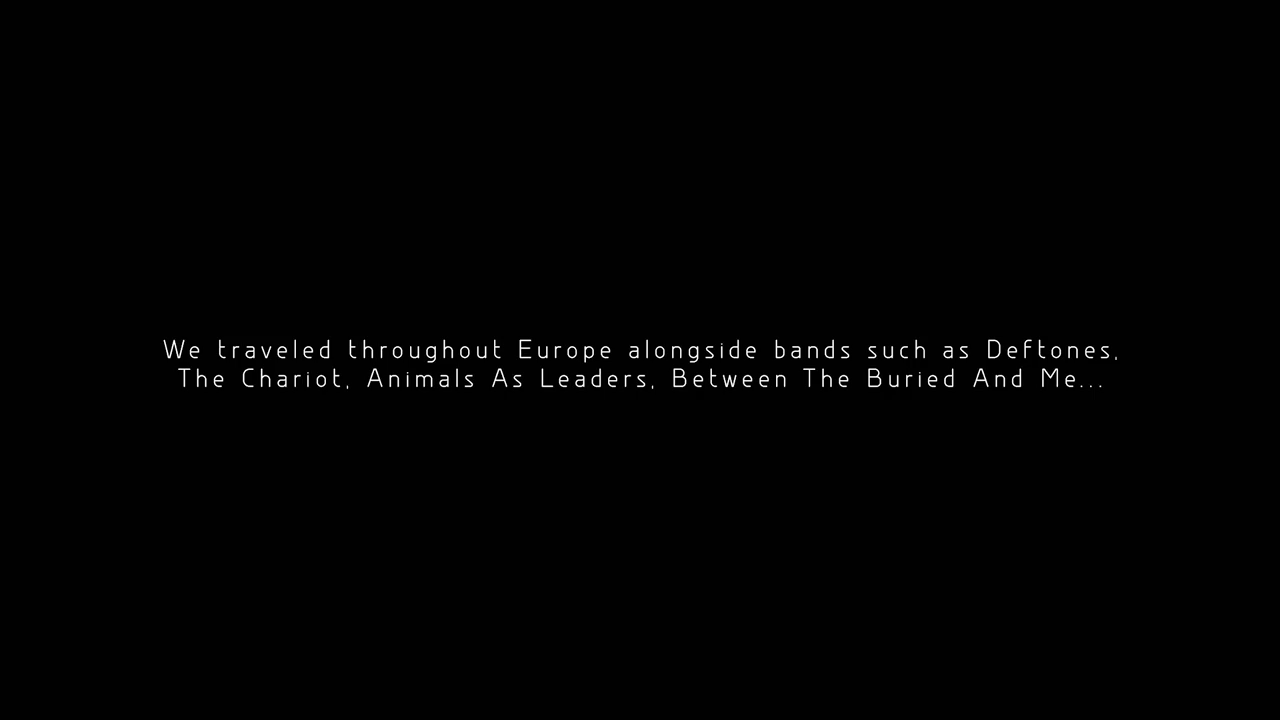 We traveled throughout Europe alongside bands such as Deftones,
The Chariot, Animals As Leaders, Between The Buried And Me...